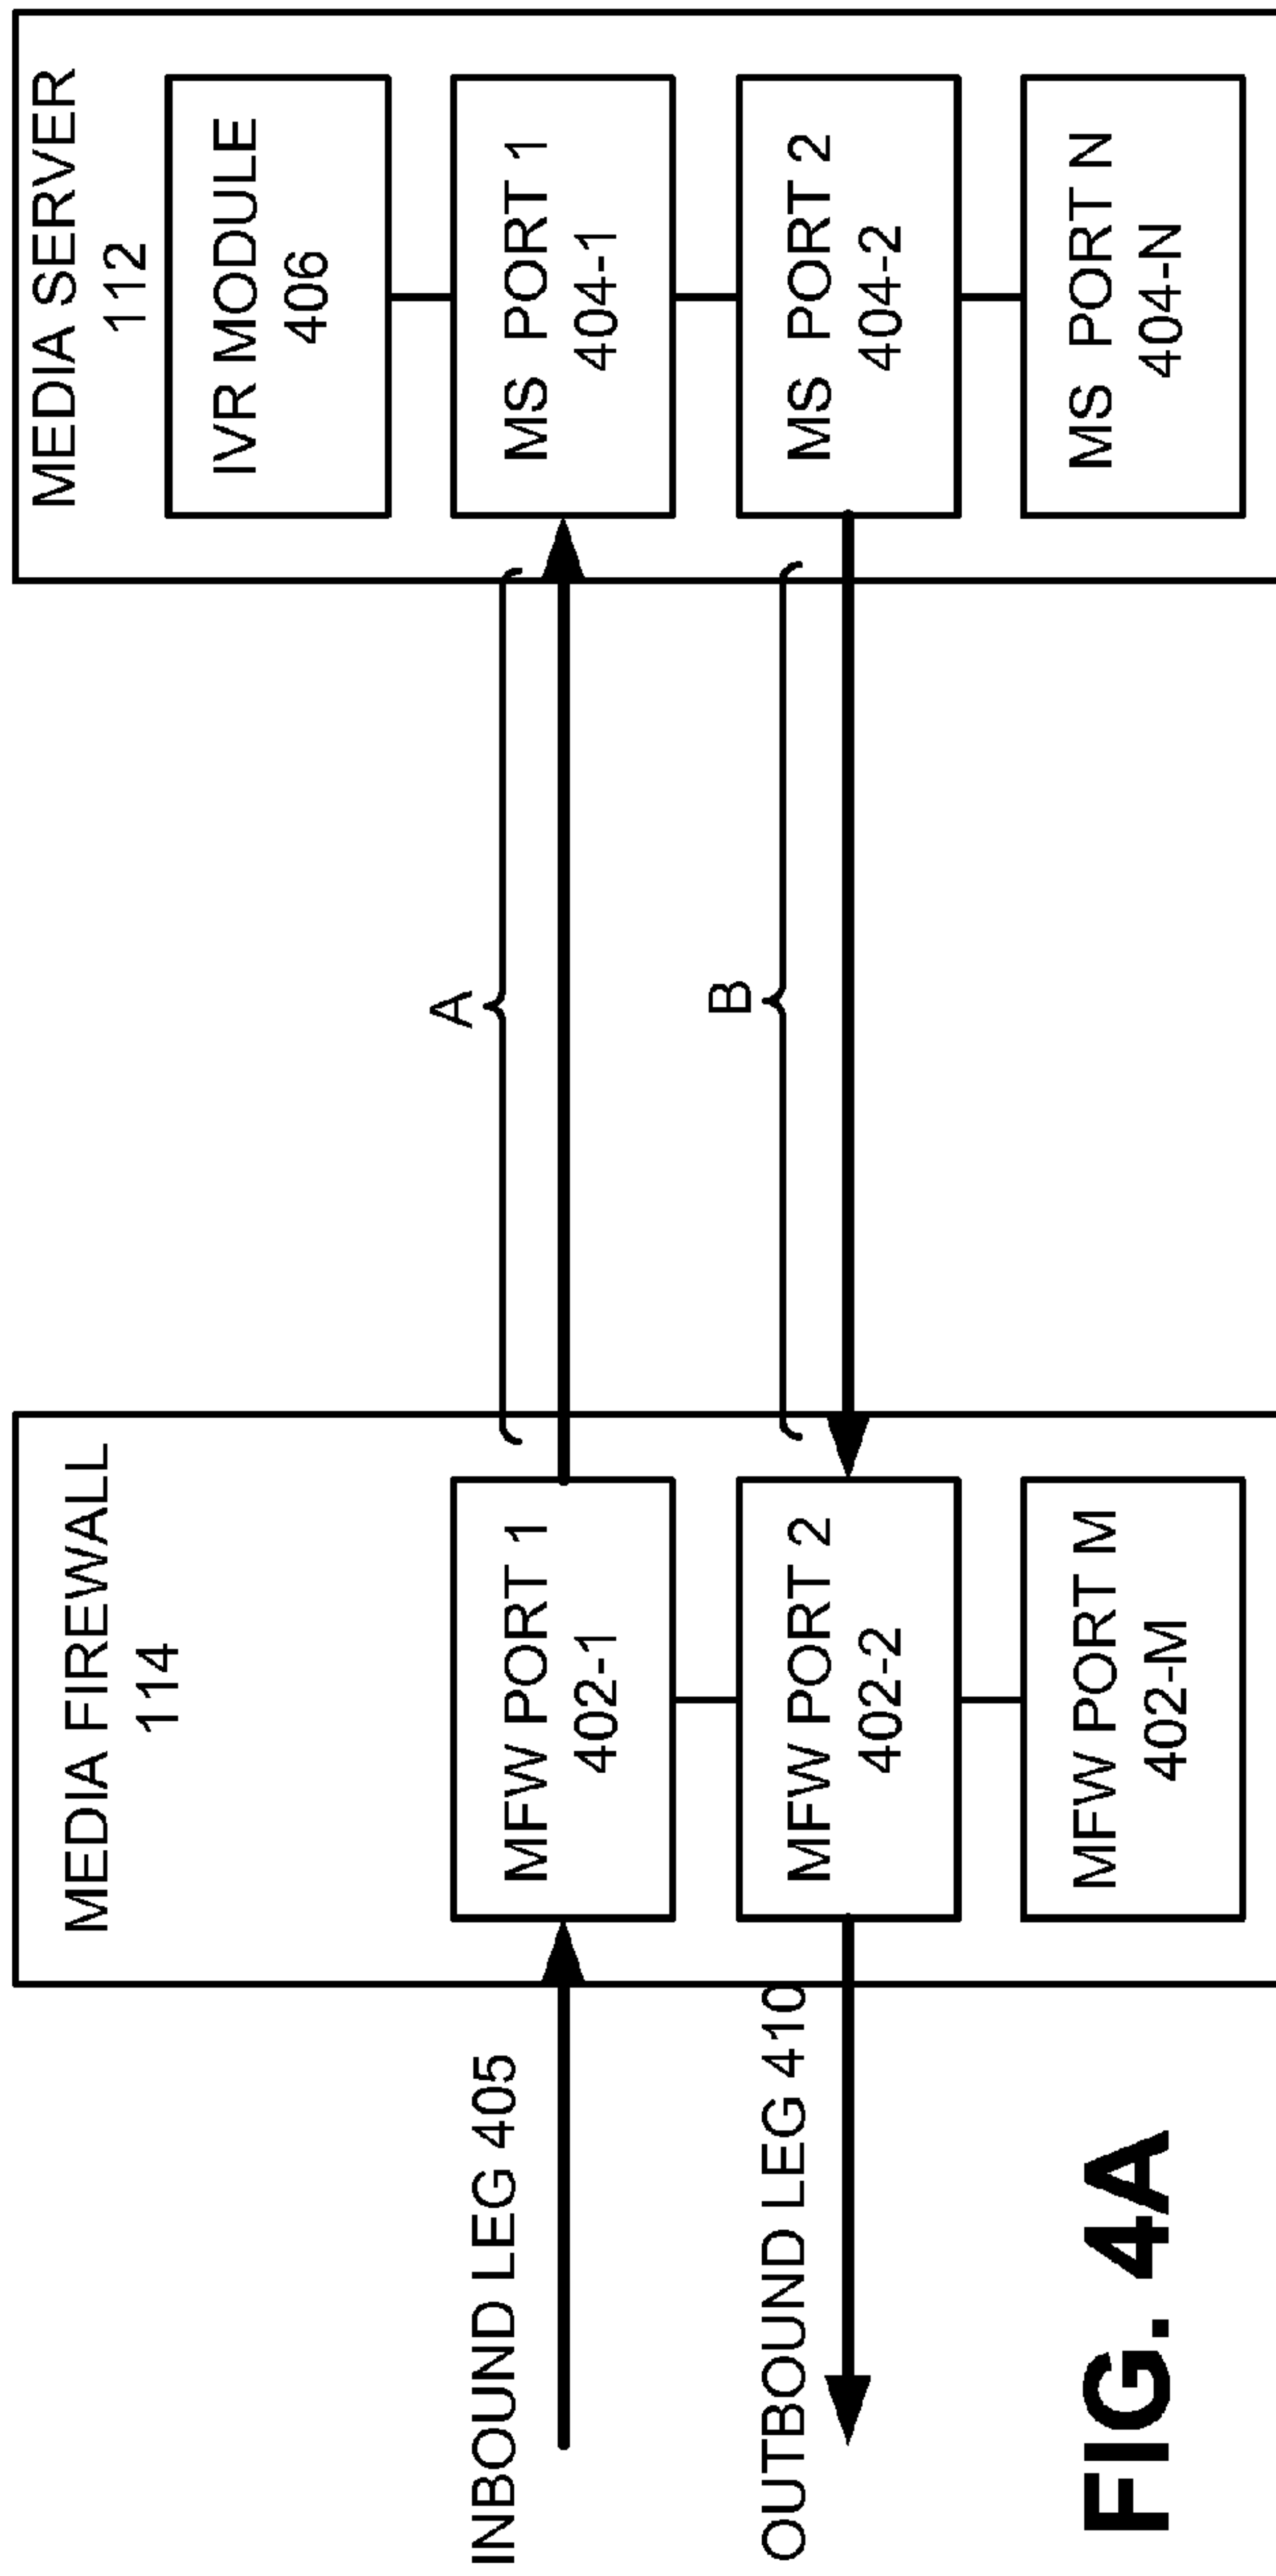 MEDIA FIREWALL
114
MFW PORT 1
402-1
MFW PORT 2
402-2
MFW PORT M
402-M
INBOUND LEG 405
OUTBOUND LEG 410
A
B
MEDIA SERVER
112
IVR MODULE
406
MS PORT 1
404-1
MS PORT 2
404-2
MS PORT N
404-N
FIG. 4A